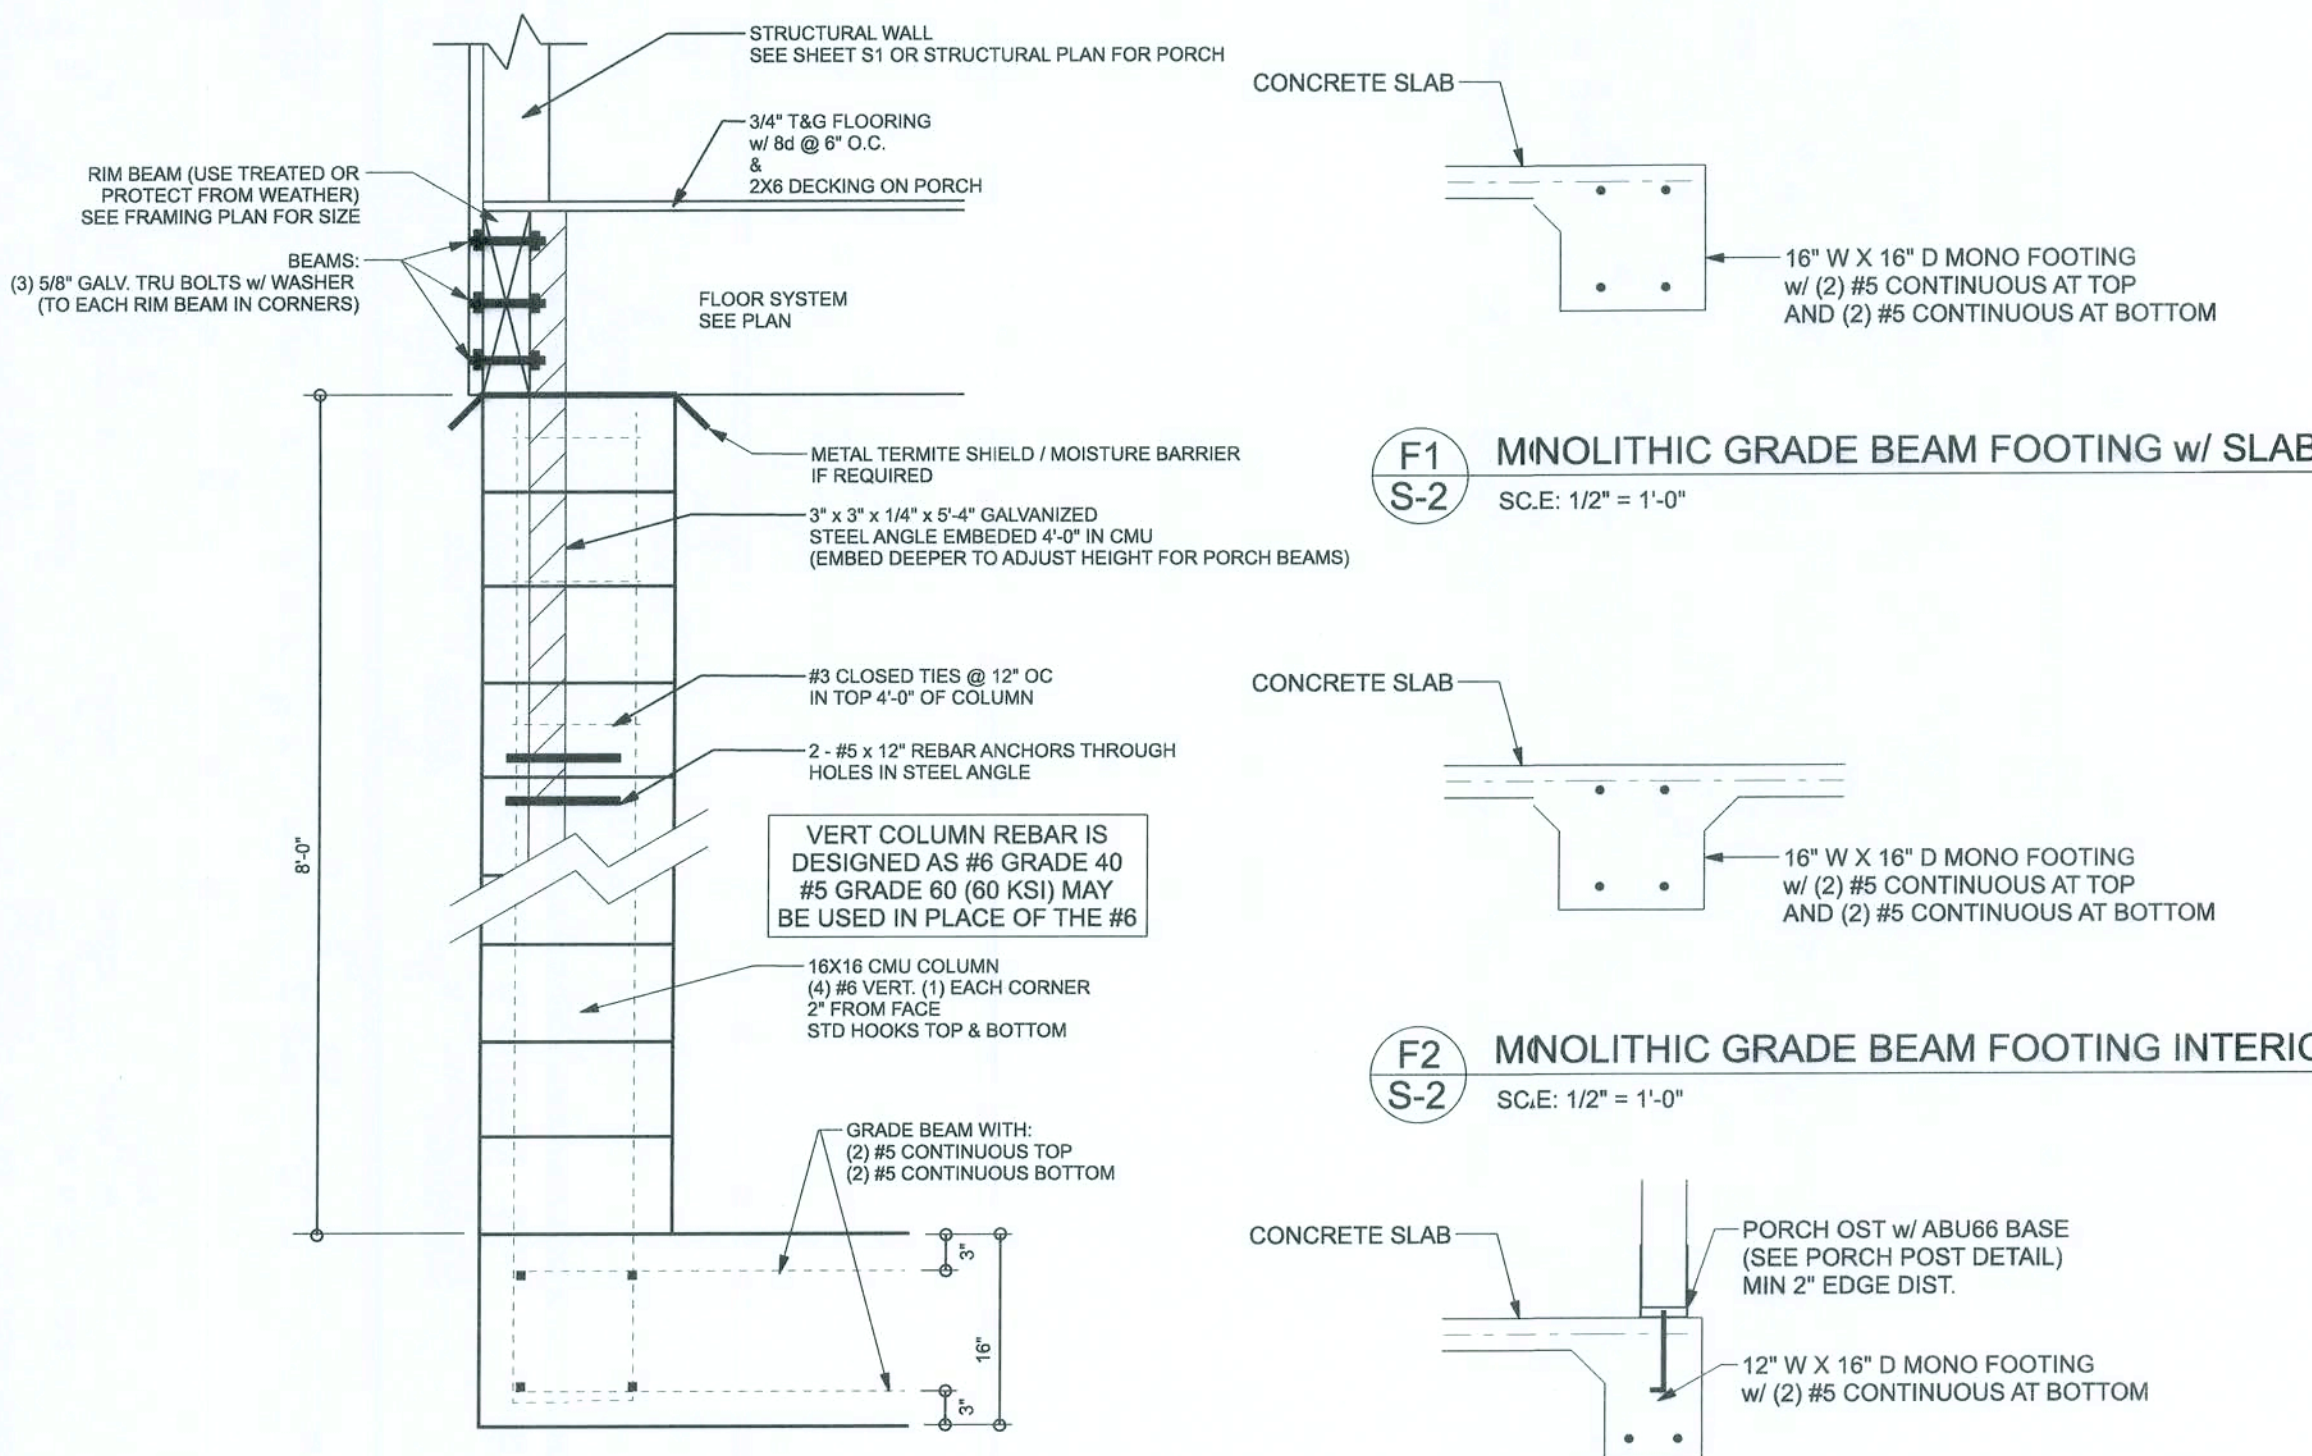 STRUCTURAL WALL
SEE SHEET S1 OR STRUCTURAL PLAN FOR PORCH
3/4" T&G FLOORING
w/ 8d @ 6" O.C.
&
2X6 DECKING ON PORCH
RIM BEAM (USE TREATED OR
PROTECT FROM WEATHER)
SEE FRAMING PLAN FOR SIZE
BEAMS:
(3) 5/8" GALV. TRU BOLTS w/ WASHER
(TO EACH RIM BEAM IN CORNERS)
FLOOR SYSTEM
SEE PLAN
METAL TERMITE SHIELD / MOISTURE BARRIER
IF REQUIRED
3" x 3" x 1/4" x 5'-4" GALVANIZED
STEEL ANGLE EMBEDED 4'-0" IN CMU
(EMBED DEEPER TO ADJUST HEIGHT FOR PORCH BEAMS)
#3 CLOSED TIES @ 12" OC
IN TOP 4'-0" OF COLUMN
2 - #5 x 12" REBAR ANCHORS THROUGH
HOLES IN STEEL ANGLE
8'-0"
VERT COLUMN REBAR IS
DESIGNED AS #6 GRADE 40
#5 GRADE 60 (60 KSI) MAY
BE USED IN PLACE OF THE #6
16X16 CMU COLUMN
(4) #6 VERT. (1) EACH CORNER
2" FROM FACE
STD HOOKS TOP & BOTTOM
GRADE BEAM WITH:
(2) #5 CONTINUOUS TOP
(2) #5 CONTINUOUS BOTTOM
3"
16"
3"
CONCRETE SLAB
16" W X 16" D MONO FOOTING
w/ (2) #5 CONTINUOUS AT TOP
AND (2) #5 CONTINUOUS AT BOTTOM
F1
S-2
MONOLITHIC GRADE BEAM FOOTING w/ SLAB
SC.E: 1/2" = 1'-0"
CONCRETE SLAB
16" W X 16" D MONO FOOTING
w/ (2) #5 CONTINUOUS AT TOP
AND (2) #5 CONTINUOUS AT BOTTOM
F2
S-2
MONOLITHIC GRADE BEAM FOOTING INTERIO
SC.E: 1/2" = 1'-0"
CONCRETE SLAB
PORCH OST w/ ABU66 BASE
(SEE PORCH POST DETAIL)
MIN 2" EDGE DIST.
12" W X 16" D MONO FOOTING
w/ (2) #5 CONTINUOUS AT BOTTOM